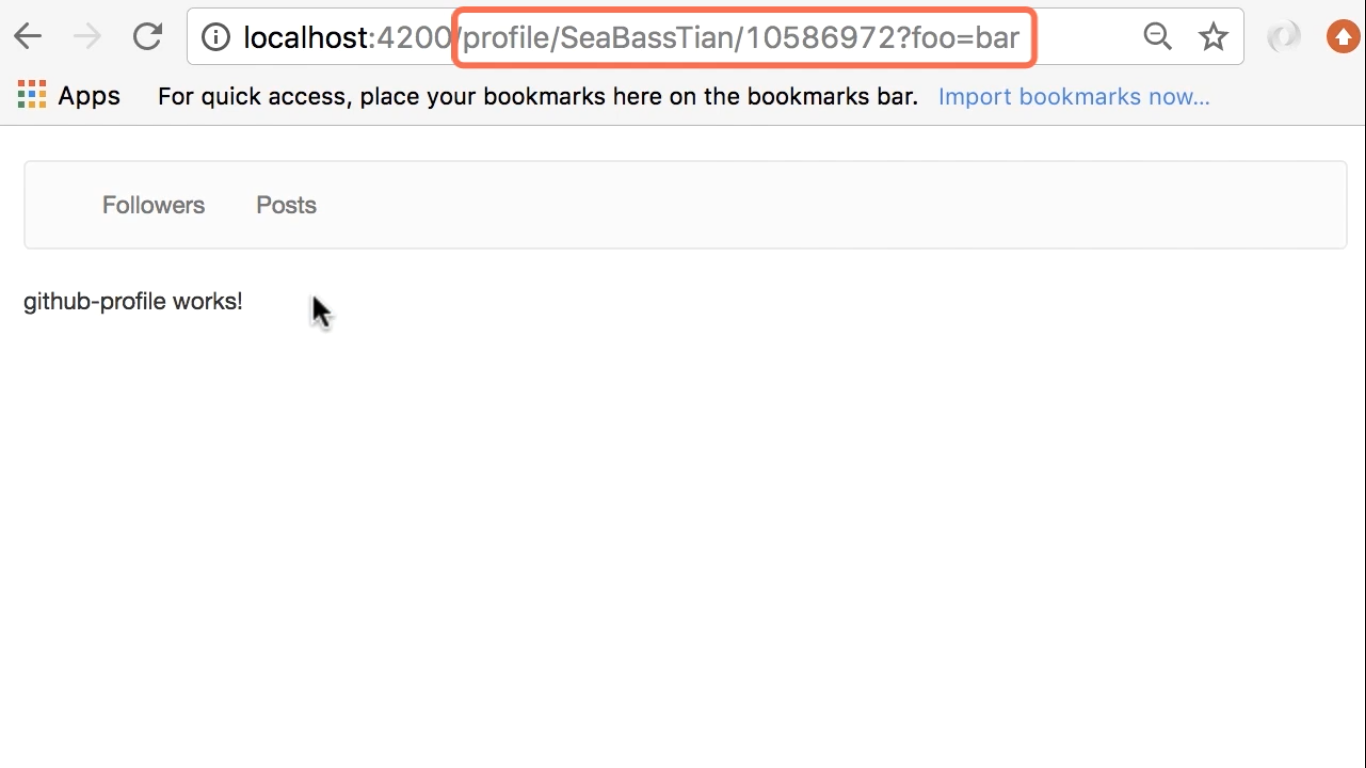 localhost:4200/profile/SeaBassTian/10586972?foo=bar
Apps For quick access, place your bookmarks here on the bookmarks bar. Import bookmarks now...
Followers Posts
github-profile works!